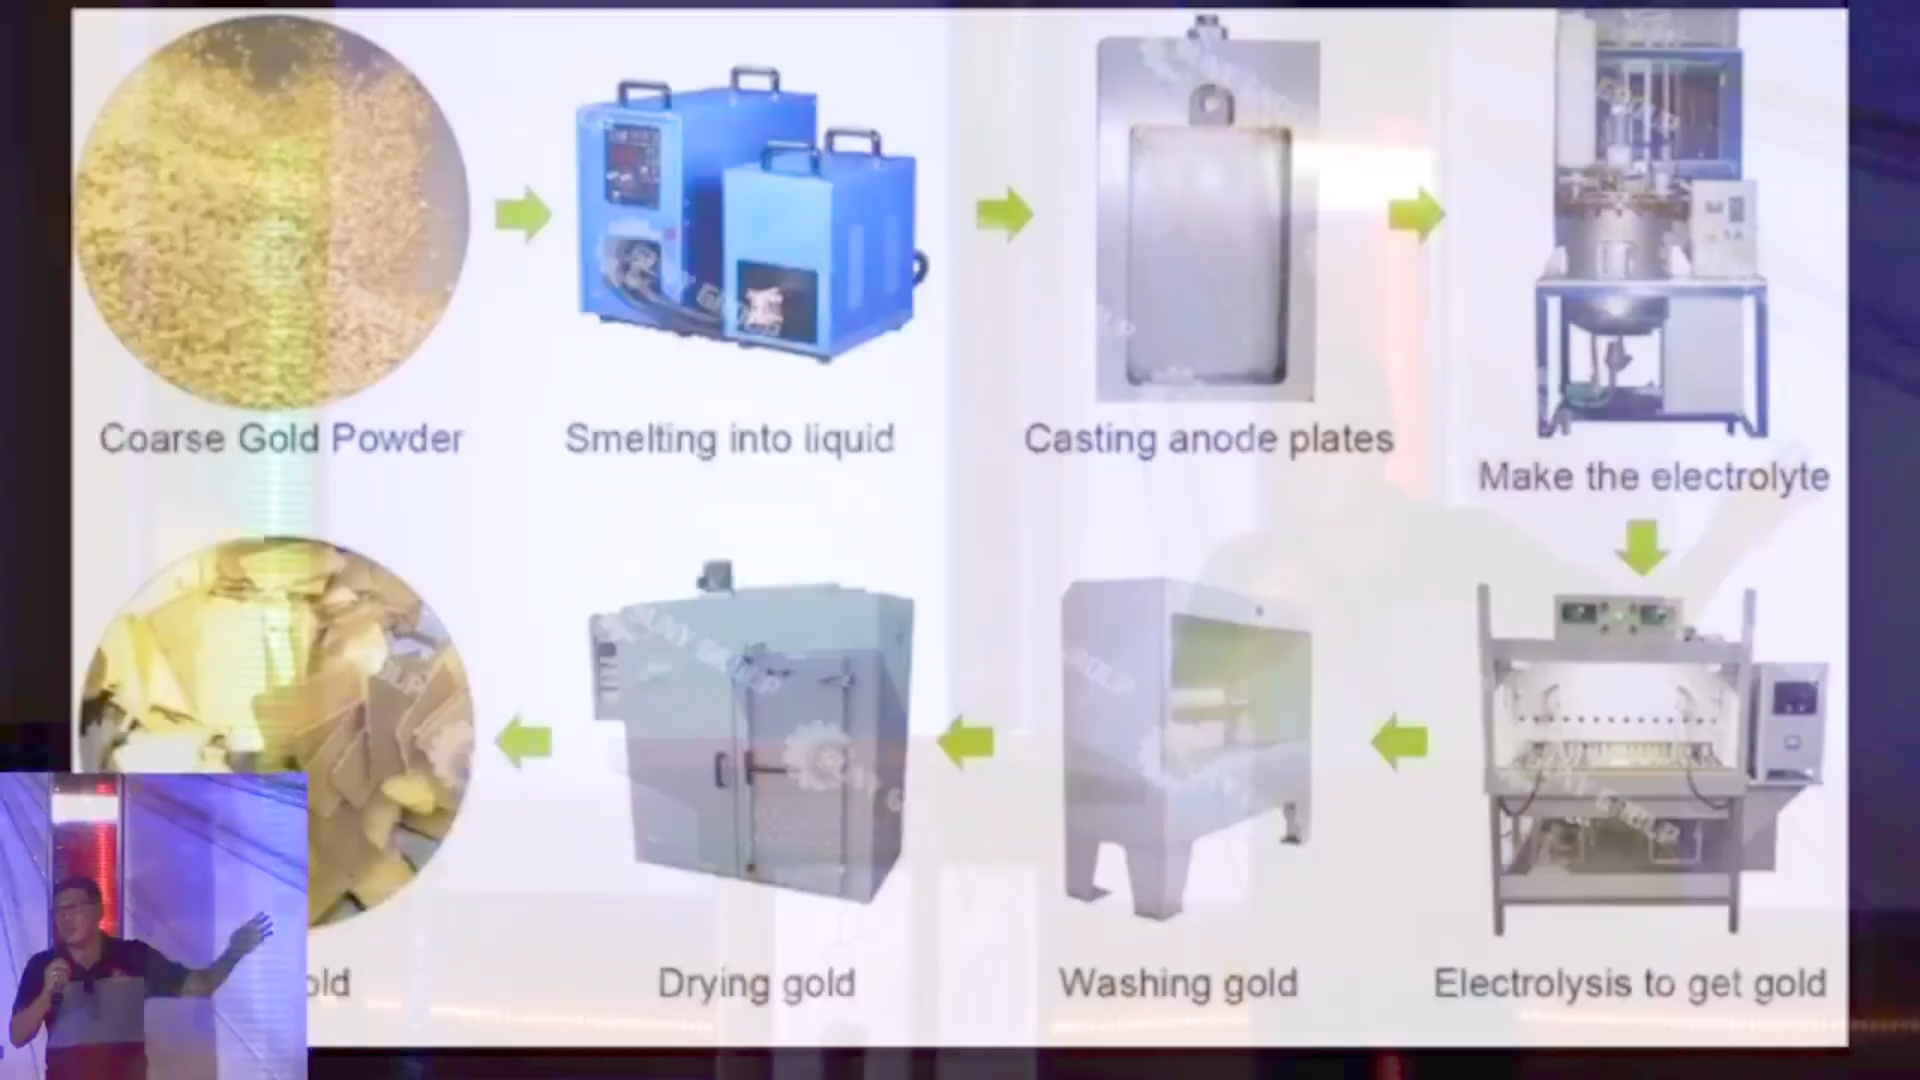 Coarse Gold Powder
Smelting into liquid
Casting anode plates
Make the electrolyte
Drying gold
Washing gold
Electrolysis to get gold